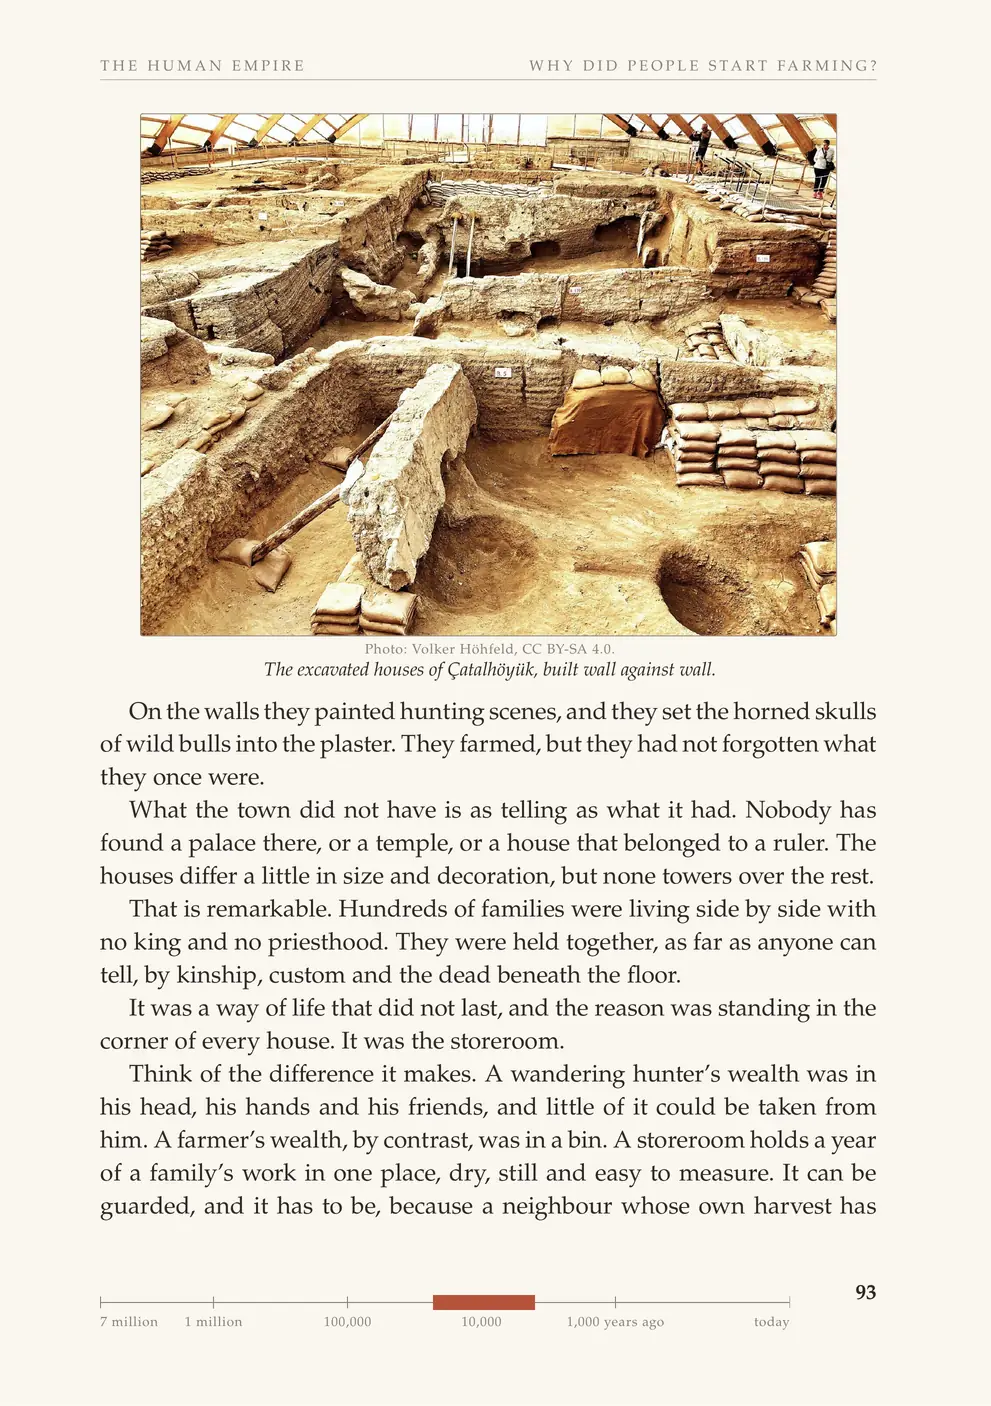 THE HUMAN EMPIRE
WHY DID PEOPLE START FARMING?
Photo: Volker Höhfeld, CC BY-SA 4.0.
The excavated houses of Çatalhöyük, built wall against wall.
On the walls they painted hunting scenes, and they set the horned skulls
of wild bulls into the plaster. They farmed, but they had not forgotten what
they once were.
What the town did not have is as telling as what it had. Nobody has
found a palace there, or a temple, or a house that belonged to a ruler. The
houses differ a little in size and decoration, but none towers over the rest.
That is remarkable. Hundreds of families were living side by side with
no king and no priesthood. They were held together, as far as anyone can
tell, by kinship, custom and the dead beneath the floor.
It was a way of life that did not last, and the reason was standing in the
corner of every house. It was the storeroom.
Think of the difference it makes. A wandering hunter’s wealth was in
his head, his hands and his friends, and little of it could be taken from
him. A farmer’s wealth, by contrast, was in a bin. A storeroom holds a year
of a family’s work in one place, dry, still and easy to measure. It can be
guarded, and it has to be, because a neighbour whose own harvest has
93
7 million 1 million 100,000 10,000 1,000 years ago today